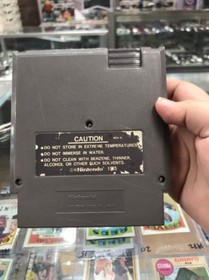 CAUTION
•DO NOT STORE IN EXTREME TEMPERATURES.
•DO NOT IMMERSE IN WATER.
•DO NOT CLEAN WITH BENZENE, THINNER,
ALCOHOL OR OTHER SUCH SOLVENTS.
Nintendo